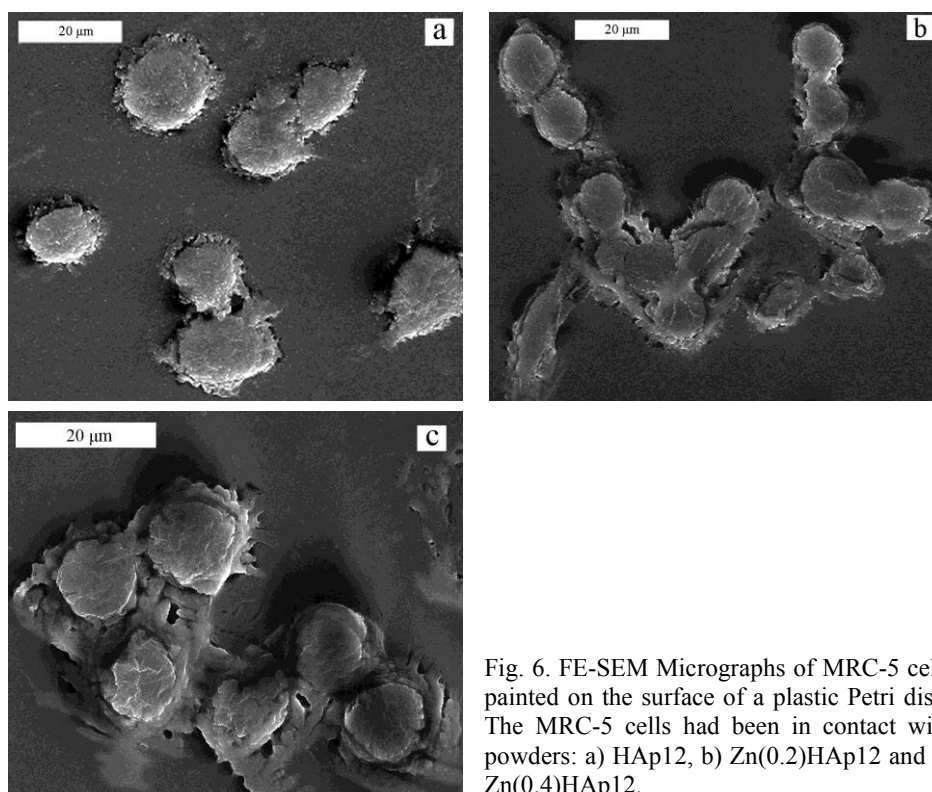 20 μm a
20 μm b
20 μm c
Fig. 6. FE-SEM Micrographs of MRC-5 cel
painted on the surface of a plastic Petri dis
The MRC-5 cells had been in contact wi
powders: a) HAp12, b) Zn(0.2)HAp12 and
Zn(0.4)HAp12.